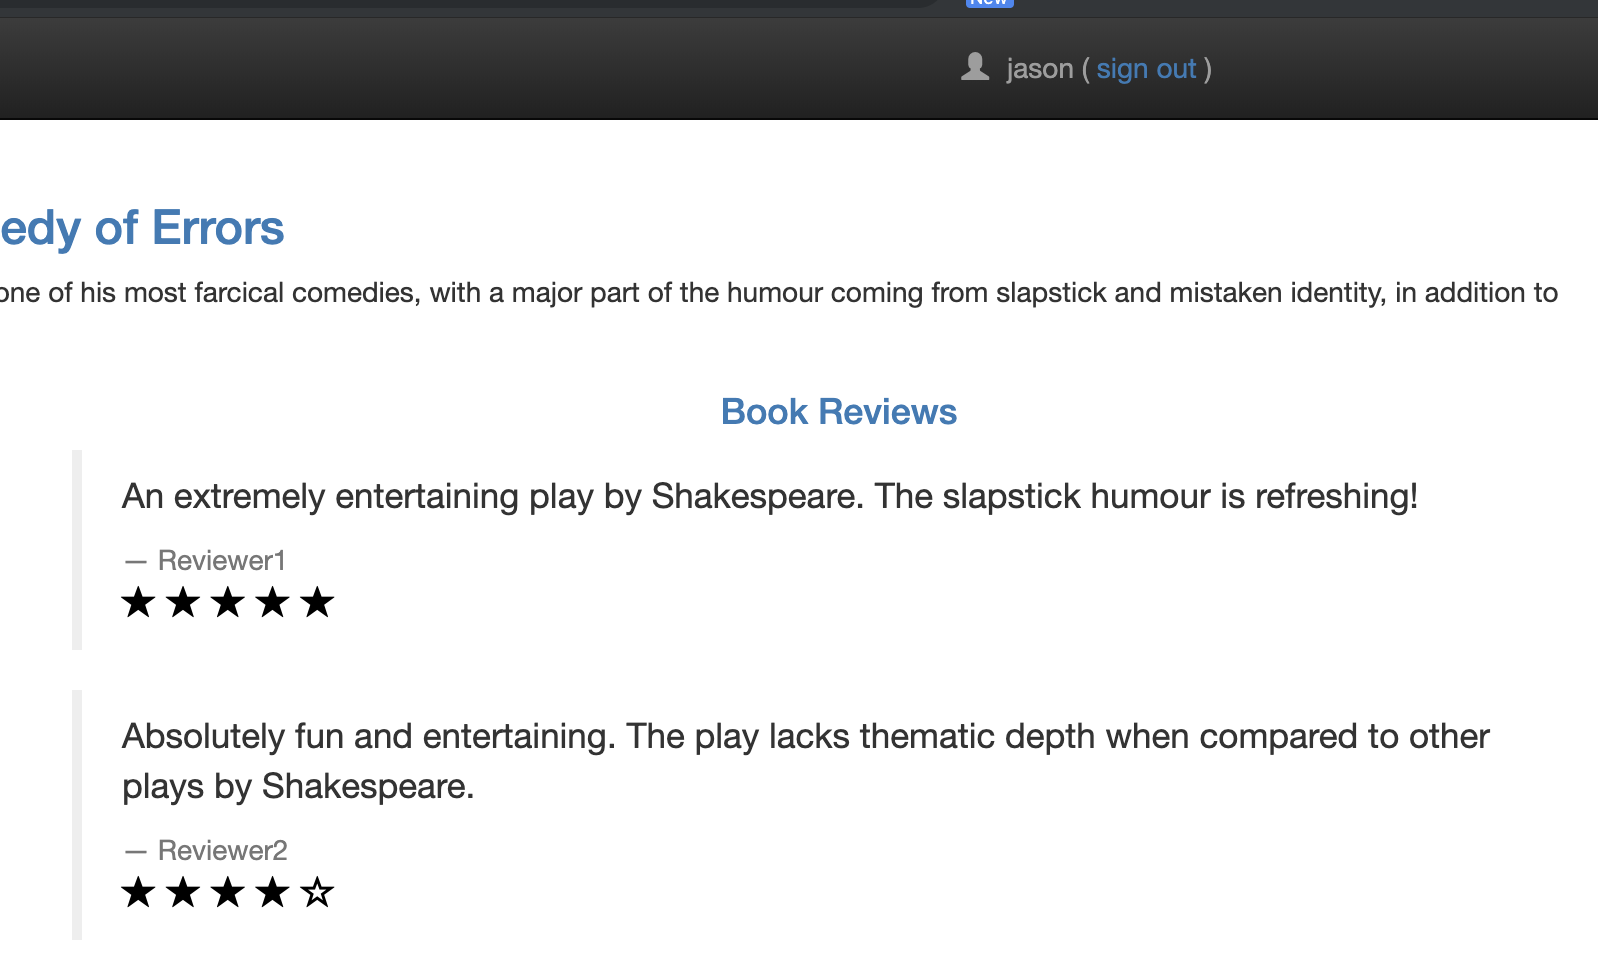 New
jason ( sign out )
edy of Errors
one of his most farcical comedies, with a major part of the humour coming from slapstick and mistaken identity, in addition to
Book Reviews
An extremely entertaining play by Shakespeare. The slapstick humour is refreshing!
— Reviewer1
★★★★★
Absolutely fun and entertaining. The play lacks thematic depth when compared to other
plays by Shakespeare.
— Reviewer2
★★★★☆